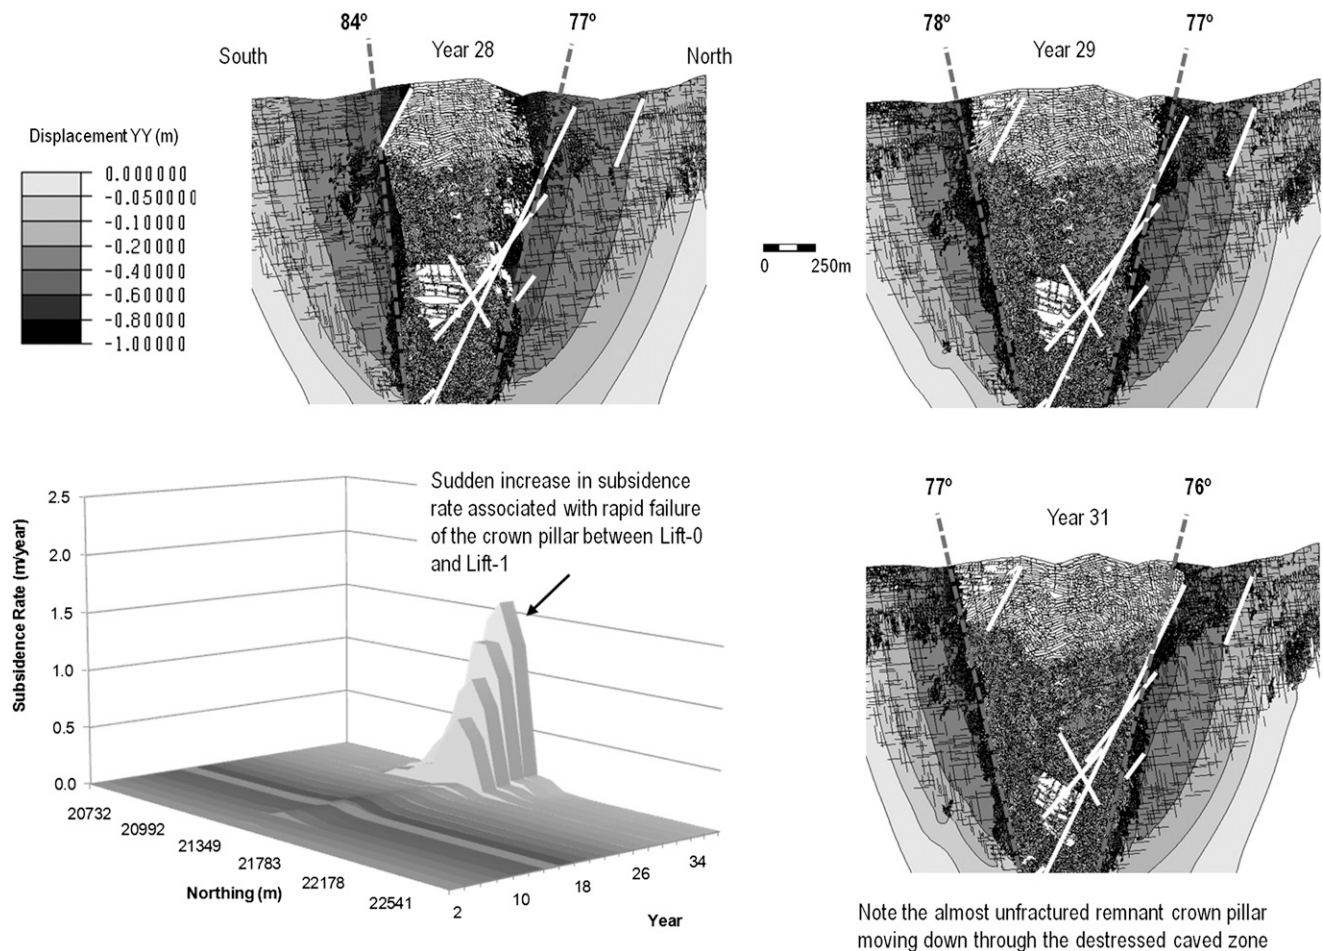 84º
77º
South
Year 28
North
Displacement YY (m)
0.000000
-0.050000
-0.10000
-0.20000
-0.40000
-0.60000
-0.80000
-1.00000
78º
77º
Year 29
0 250m
Sudden increase in subsidence
rate associated with rapid failure
of the crown pillar between Lift-0
and Lift-1
Subsidence Rate (m/year)
2.5
2.0
1.5
1.0
0.5
0.0
20732
20992
21349
21783
22178
22541
Northing (m)
2
10
18
26
34
Year
77º
76º
Year 31
Note the almost unfractured remnant crown pillar
moving down through the destressed caved zone